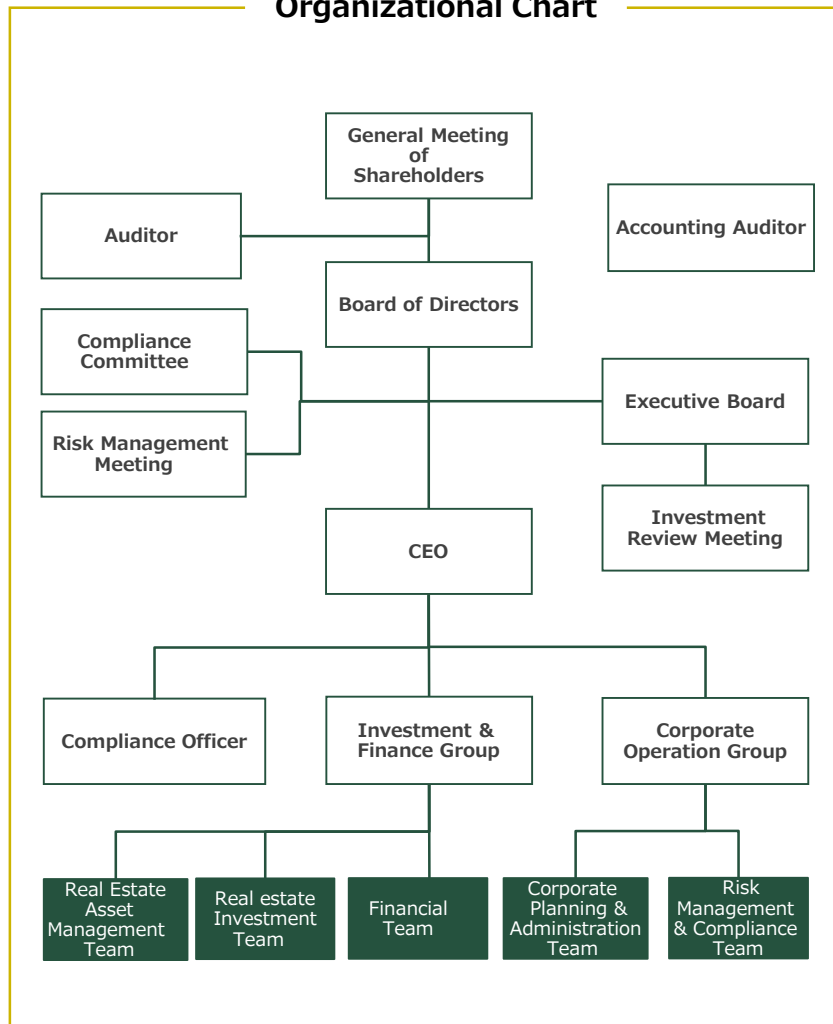 Organizational Chart
General Meeting
of
Shareholders
Auditor
Accounting Auditor
Board of Directors
Compliance
Committee
Executive Board
Risk Management
Meeting
Investment
Review Meeting
CEO
Compliance Officer
Investment &
Finance Group
Corporate
Operation Group
Real Estate
Asset
Management
Team
Real estate
Investment
Team
Financial
Team
Corporate
Planning &
Administration
Team
Risk
Management
& Compliance
Team